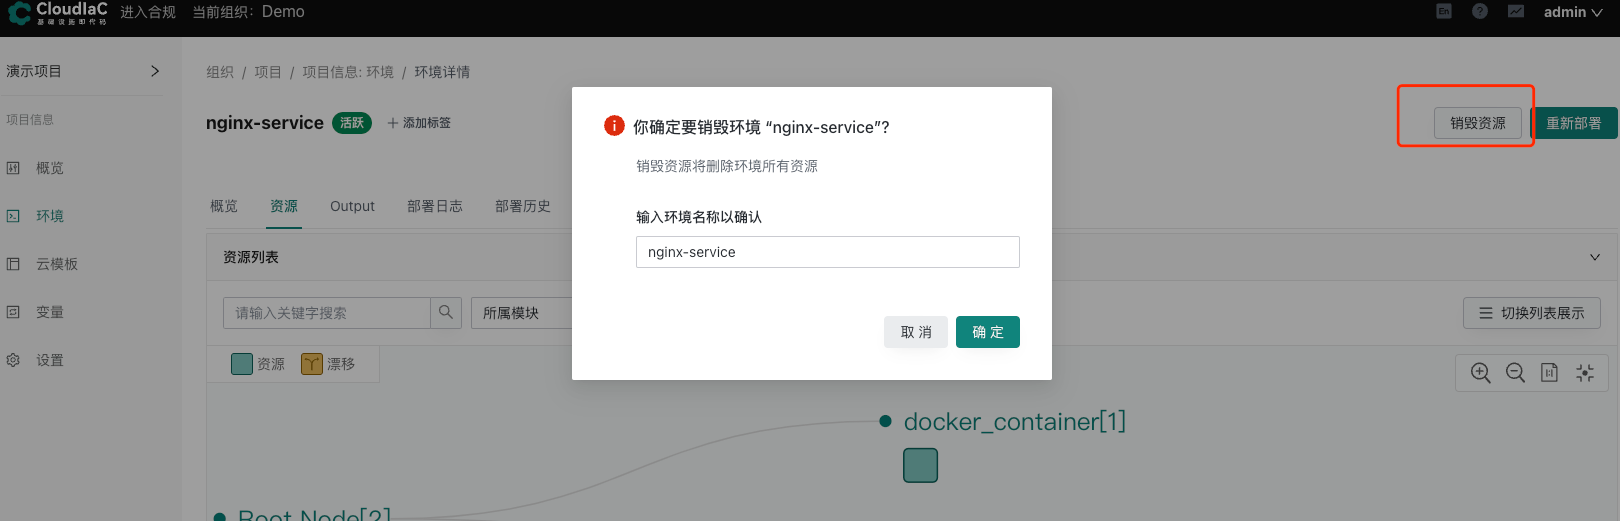 CloudIaC
基础设施即代码
进入合规
当前组织: Demo
En
?
admin
演示项目
项目信息
概览
环境
云模板
变量
设置
组织 / 项目 / 项目信息: 环境 / 环境详情
nginx-service
活跃
+ 添加标签
销毁资源
重新部署
概览
资源
Output
部署日志
部署历史
资源列表
请输入关键字搜索
所属模块
切换列表展示
资源
漂移
你确定要销毁环境 “nginx-service”?
销毁资源将删除环境所有资源
输入环境名称以确认
nginx-service
取 消
确 定
docker_container[1]
Root Node[2]